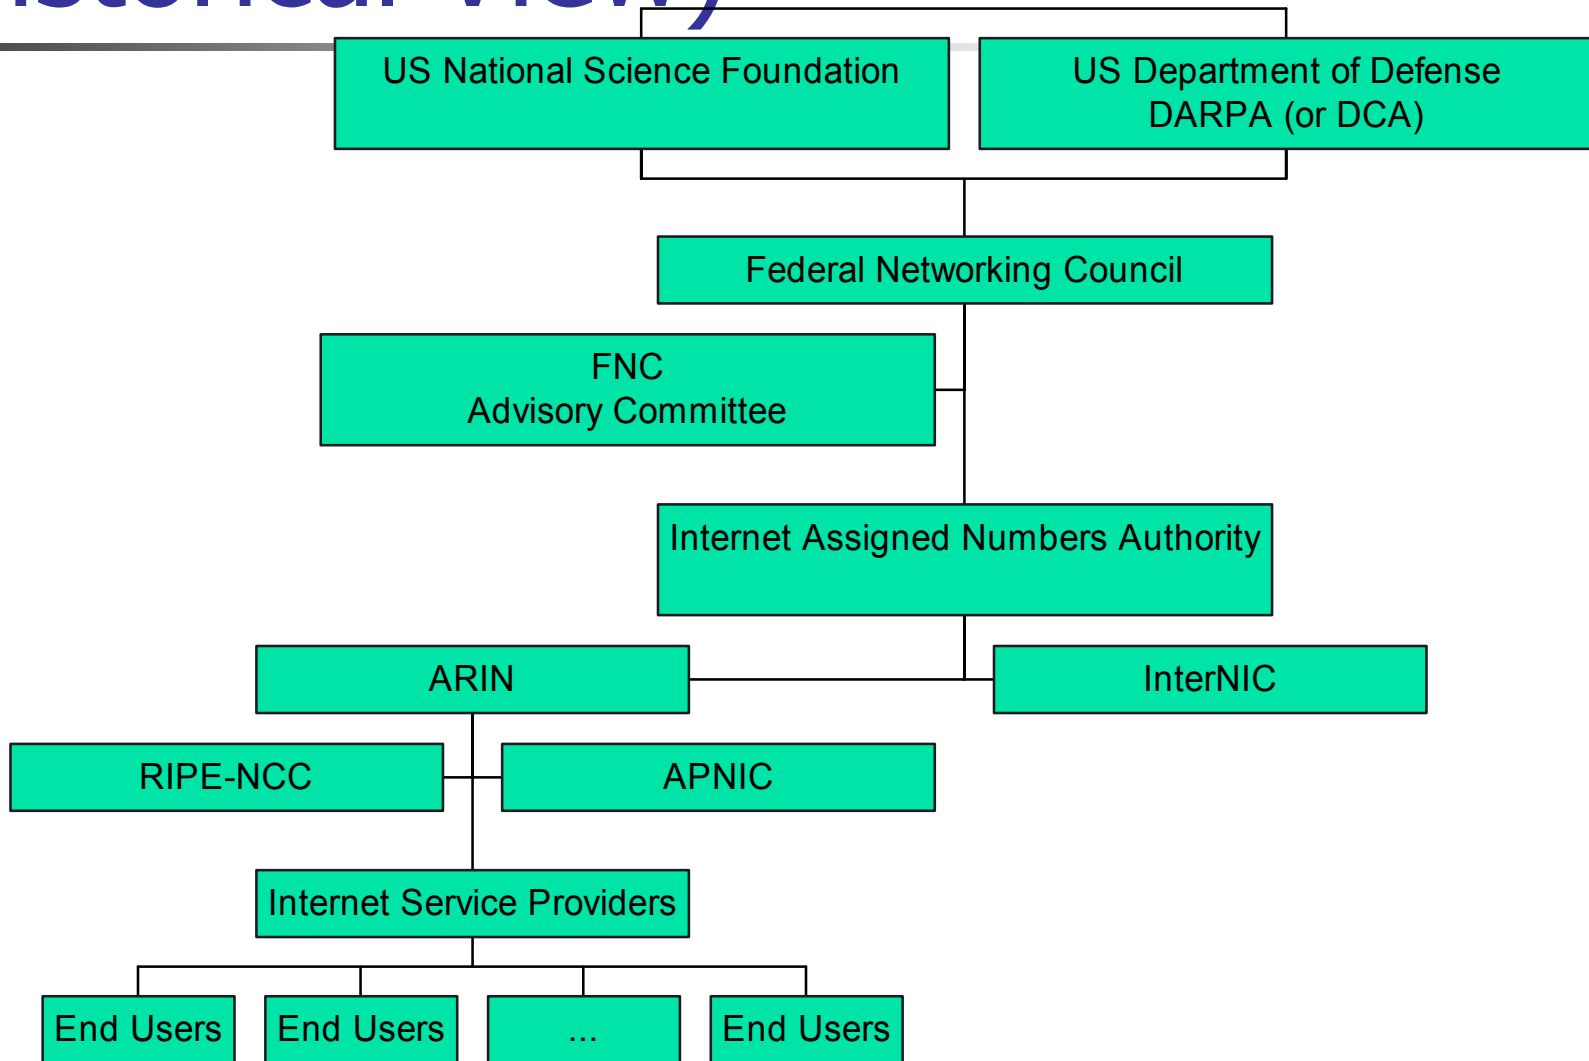 US National Science Foundation
US Department of Defense
DARPA (or DCA)
Federal Networking Council
FNC
Advisory Committee
Internet Assigned Numbers Authority
ARIN
InterNIC
RIPE-NCC
APNIC
Internet Service Providers
End Users
End Users
...
End Users